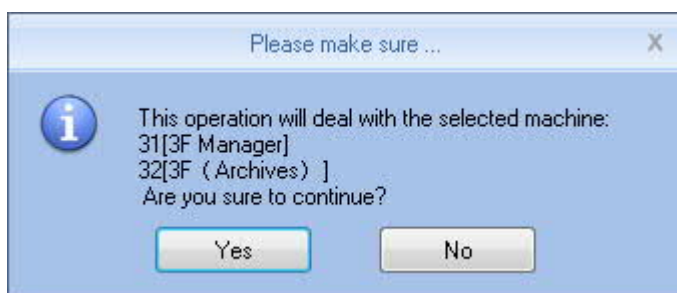 Please make sure ...
X
This operation will deal with the selected machine:
31[3F Manager]
32[3F（Archives）]
Are you sure to continue?
Yes
No